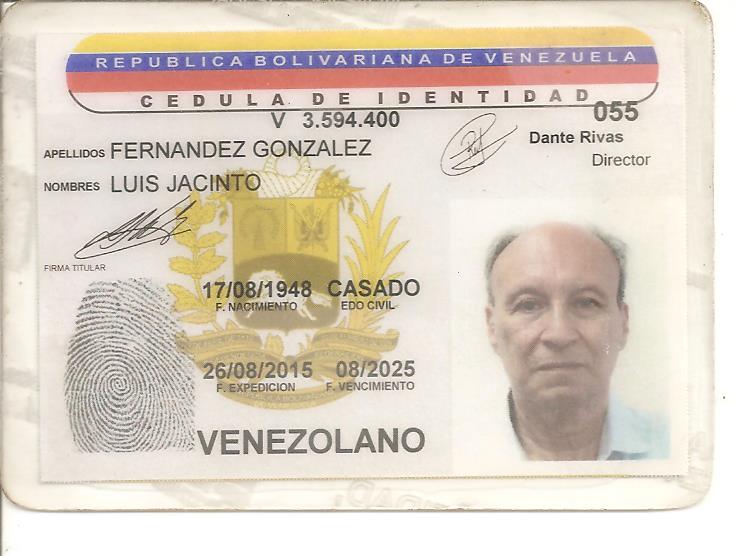 REPUBLICA BOLIVARIANA DE VENEZUELA
CEDULA DE IDENTIDAD
055
V 3.594.400
Dante Rivas
Director
APELLIDOS FERNANDEZ GONZALEZ
NOMBRES LUIS JACINTO
FIRMA TITULAR
17/08/1948 CASADO
F. NACIMIENTO EDO CIVIL
26/08/2015 08/2025
F. EXPEDICION F. VENCIMIENTO
VENEZOLANO